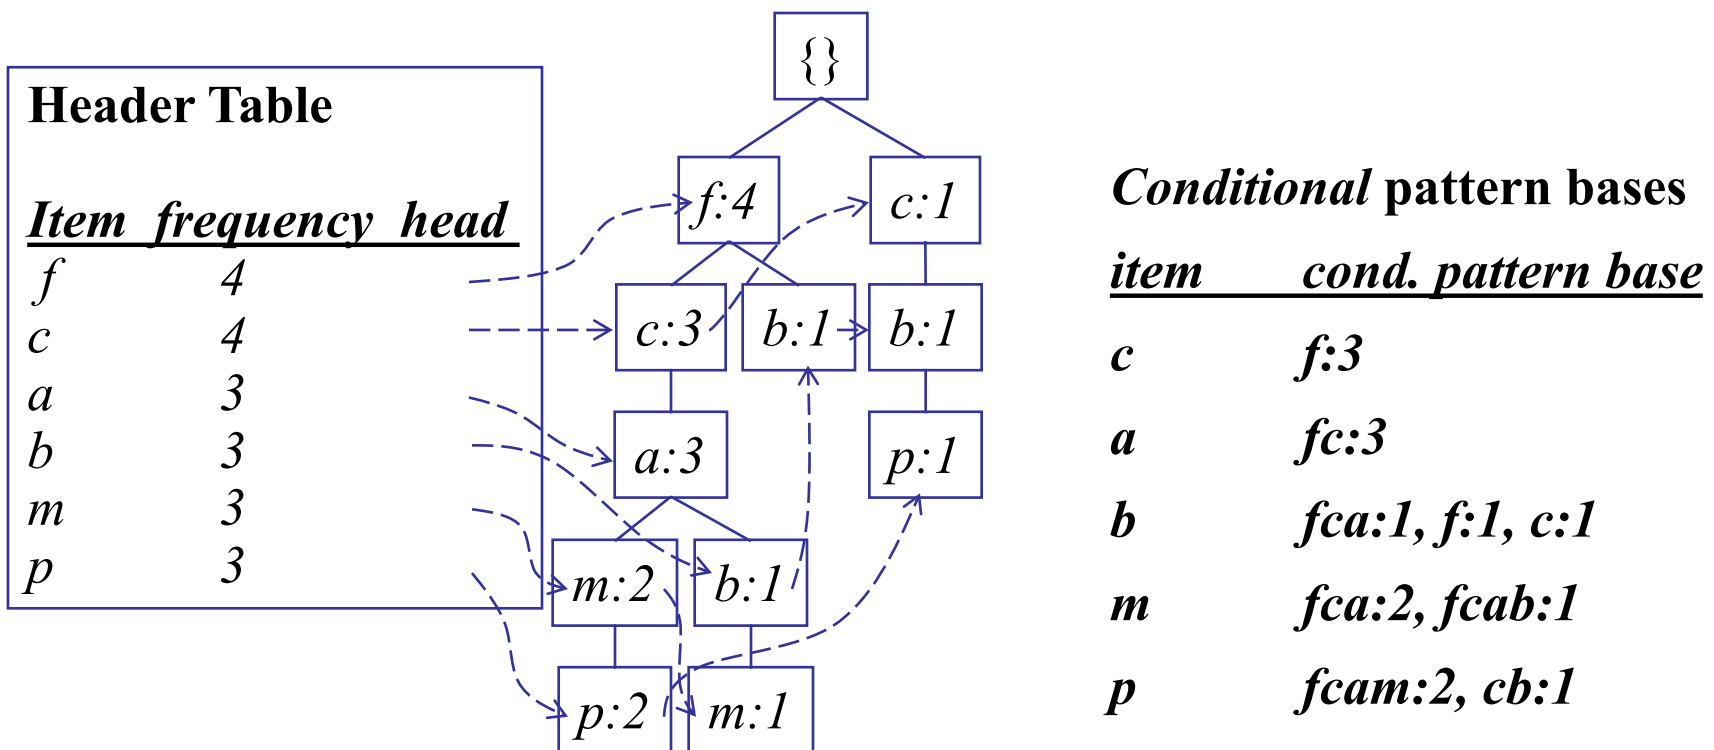 Header Table
Item frequency head
f 4
c 4
a 3
b 3
m 3
p 3
{}
f:4 c:1
c:3 b:1 b:1
a:3 p:1
m:2 b:1
p:2 m:1
Conditional pattern bases
item cond. pattern base
c f:3
a fc:3
b fca:1, f:1, c:1
m fca:2, fcab:1
p fcam:2, cb:1